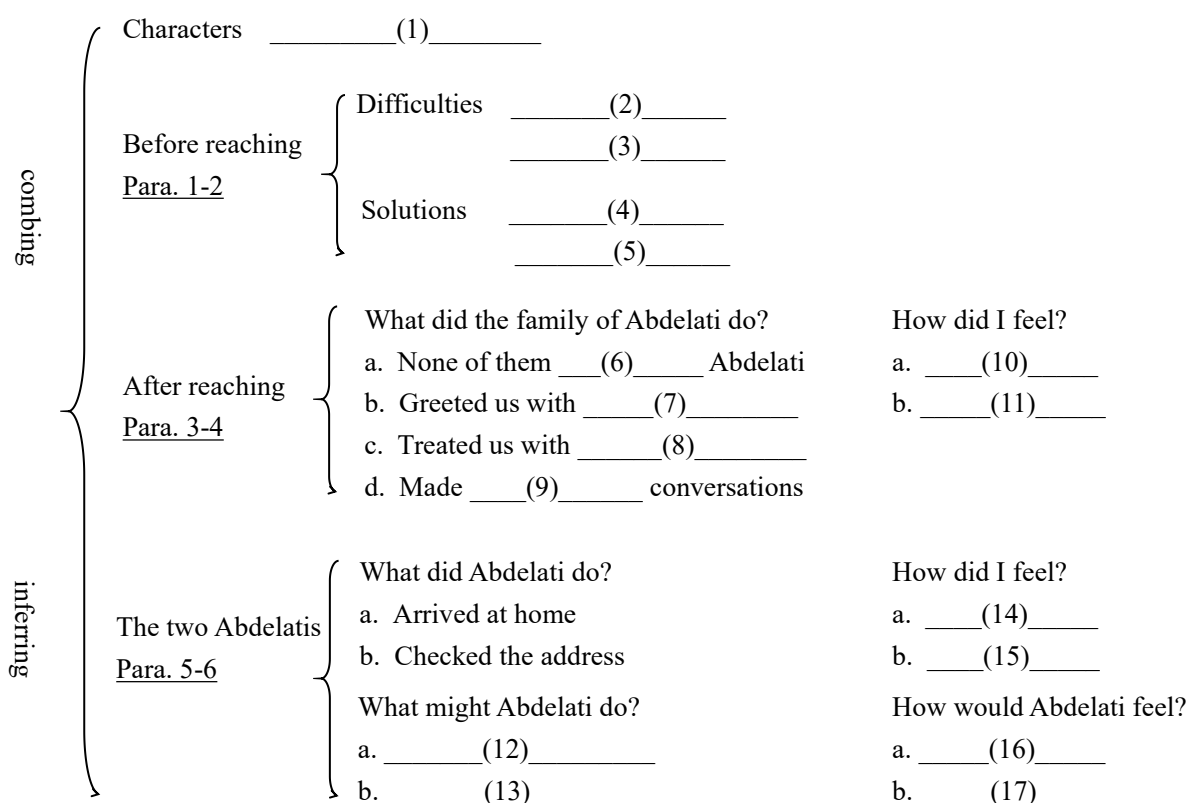 Characters _________(1)________
Difficulties _______(2)______
Before reaching
_______(3)______
Para. 1-2
combing
Solutions _______(4)______
_______(5)______
What did the family of Abdelati do? How did I feel?
a. None of them ___(6)_____ Abdelati a. ____(10)_____
After reaching
b. Greeted us with _____(7)________ b. _____(11)_____
Para. 3-4
c. Treated us with ______(8)________
d. Made ____(9)______ conversations
What did Abdelati do? How did I feel?
inferring
a. Arrived at home a. ____(14)_____
The two Abdelatis
b. Checked the address b. ____(15)_____
Para. 5-6
What might Abdelati do? How would Abdelati feel?
a. _______(12)_________ a. _____(16)_____
b. (13) b. (17)